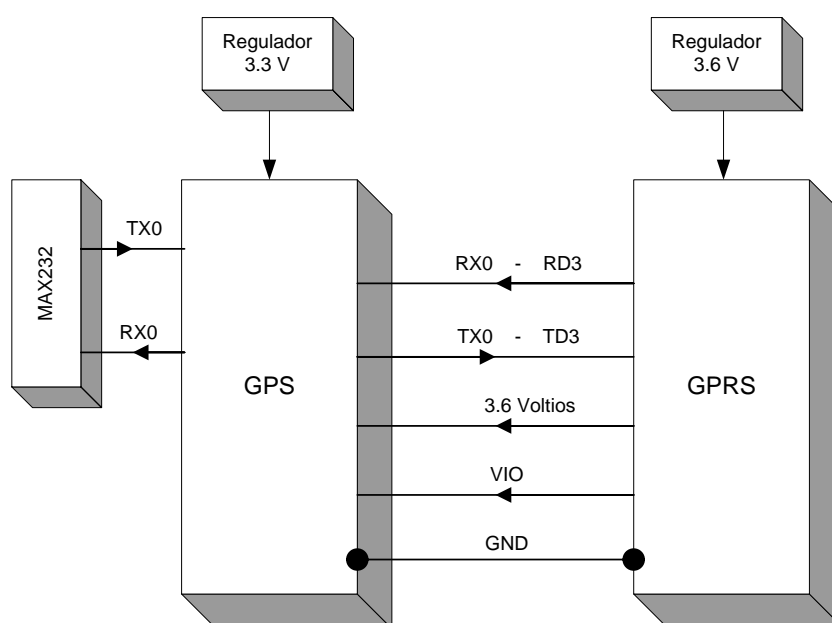 Regulador
3.3 V
Regulador
3.6 V
MAX232
TX0
RX0
GPS
RX0 - RD3
TX0 - TD3
3.6 Voltios
VIO
GND
GPRS